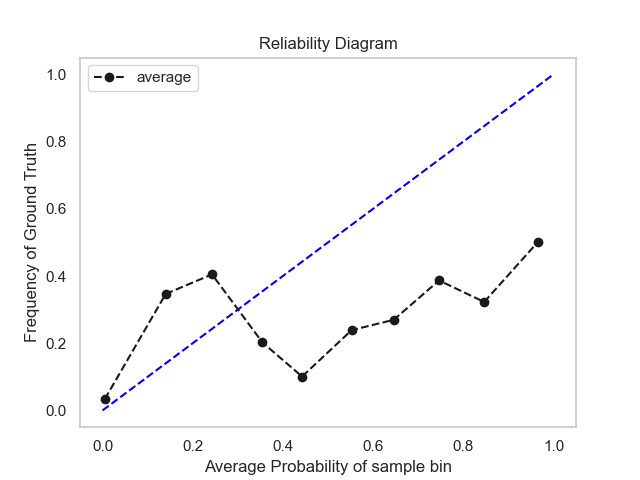 Reliability Diagram
average
Frequency of Ground Truth
1.0
0.8
0.6
0.4
0.2
0.0
0.0 0.2 0.4 0.6 0.8 1.0
Average Probability of sample bin